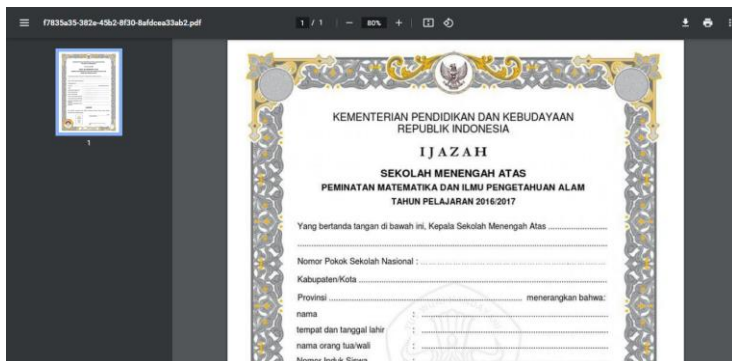 f7835a35-382e-45b2-8f30-8afdcea33ab2.pdf
1 / 1
80%
1
KEMENTERIAN PENDIDIKAN DAN KEBUDAYAAN
REPUBLIK INDONESIA
IJAZAH
SEKOLAH MENENGAH ATAS
PEMINATAN MATEMATIKA DAN ILMU PENGETAHUAN ALAM
TAHUN PELAJARAN 2016/2017
Yang bertanda tangan di bawah ini, Kepala Sekolah Menengah Atas ........................
Nomor Pokok Sekolah Nasional : ........................
Kabupaten/Kota ........................
Provinsi ........................ menerangkan bahwa:
nama : ........................
tempat dan tanggal lahir : ........................
nama orang tua/wali : ........................
Nomor Induk Siswa :